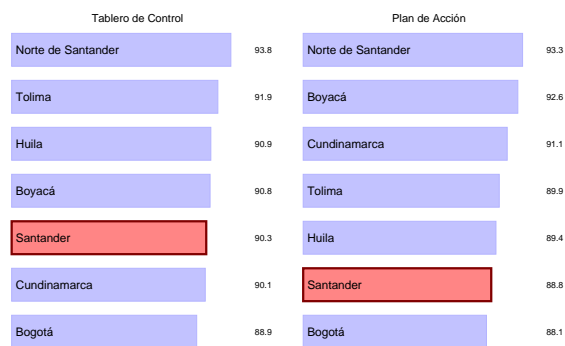 Tablero de Control
Norte de Santander 93.8
Tolima 91.9
Huila 90.9
Boyacá 90.8
Santander 90.3
Cundinamarca 90.1
Bogotá 88.9
Plan de Acción
Norte de Santander 93.3
Boyacá 92.6
Cundinamarca 91.1
Tolima 89.9
Huila 89.4
Santander 88.8
Bogotá 88.1